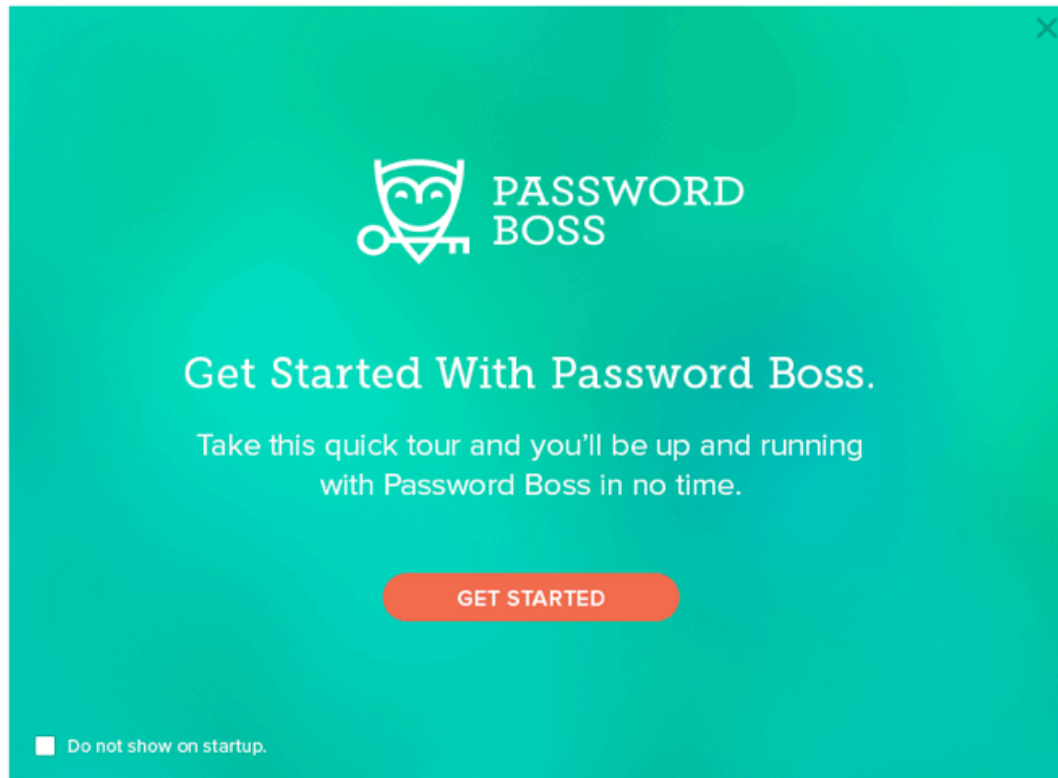 PASSWORD
BOSS
Get Started With Password Boss.
Take this quick tour and you’ll be up and running
with Password Boss in no time.
GET STARTED
Do not show on startup.